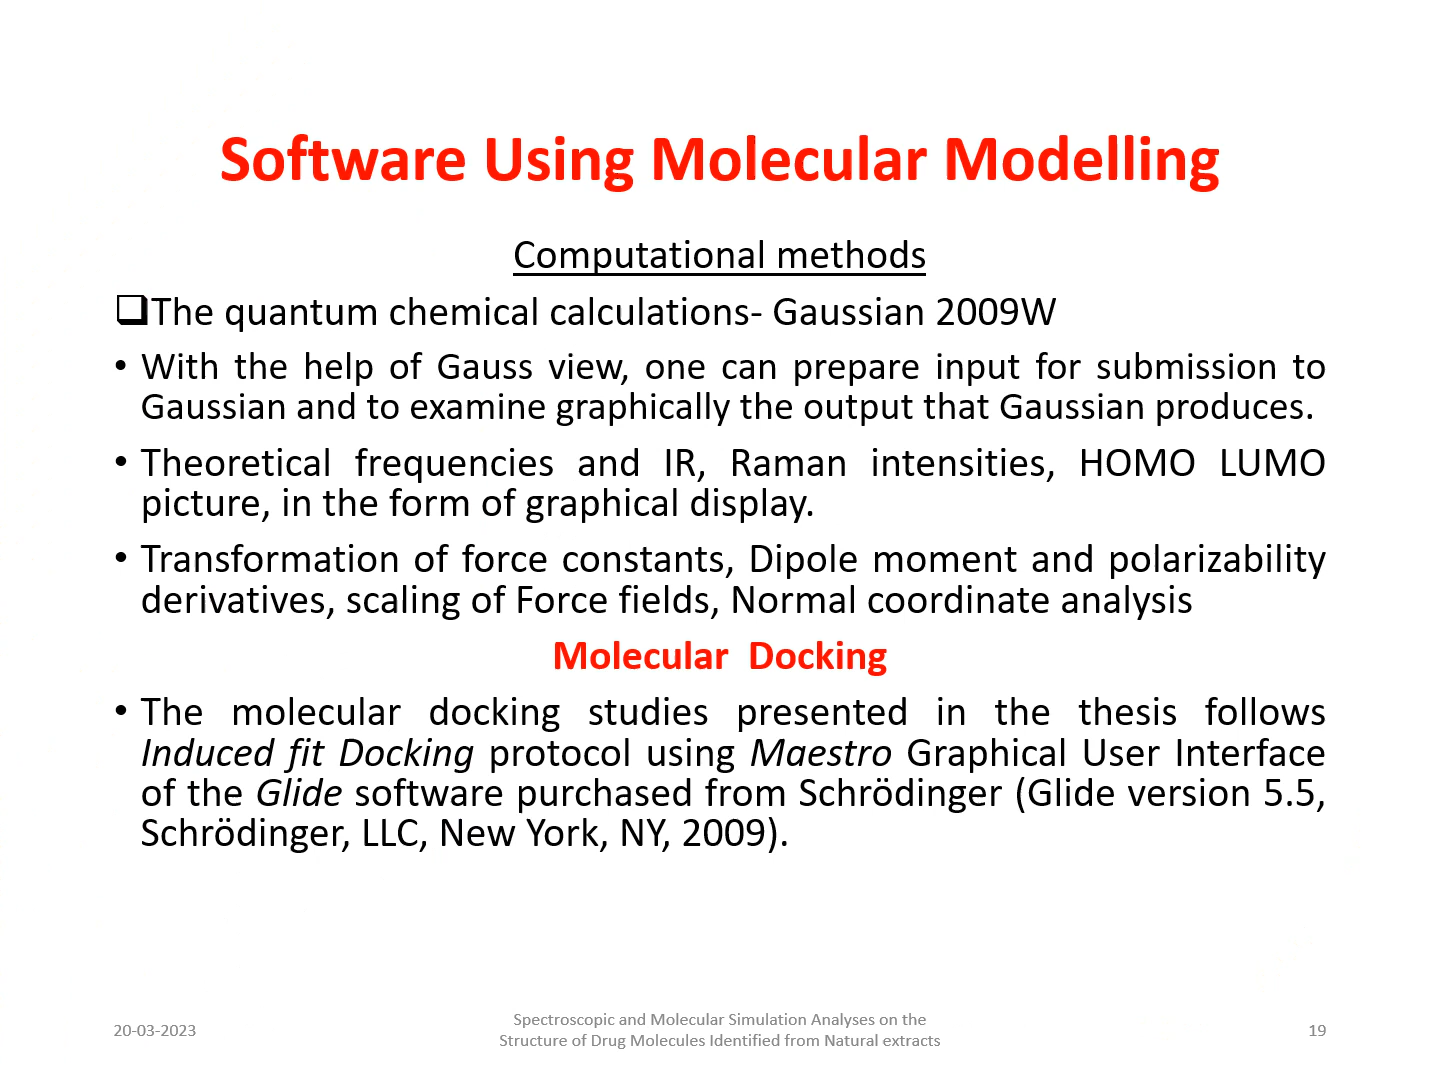 Software Using Molecular Modelling
Computational methods
❑The quantum chemical calculations- Gaussian 2009W
• With the help of Gauss view, one can prepare input for submission to
Gaussian and to examine graphically the output that Gaussian produces.
• Theoretical frequencies and IR, Raman intensities, HOMO LUMO
picture, in the form of graphical display.
• Transformation of force constants, Dipole moment and polarizability
derivatives, scaling of Force fields, Normal coordinate analysis
Molecular Docking
• The molecular docking studies presented in the thesis follows
Induced fit Docking protocol using Maestro Graphical User Interface
of the Glide software purchased from Schrödinger (Glide version 5.5,
Schrödinger, LLC, New York, NY, 2009).
20-03-2023
Spectroscopic and Molecular Simulation Analyses on the
Structure of Drug Molecules Identified from Natural extracts
19